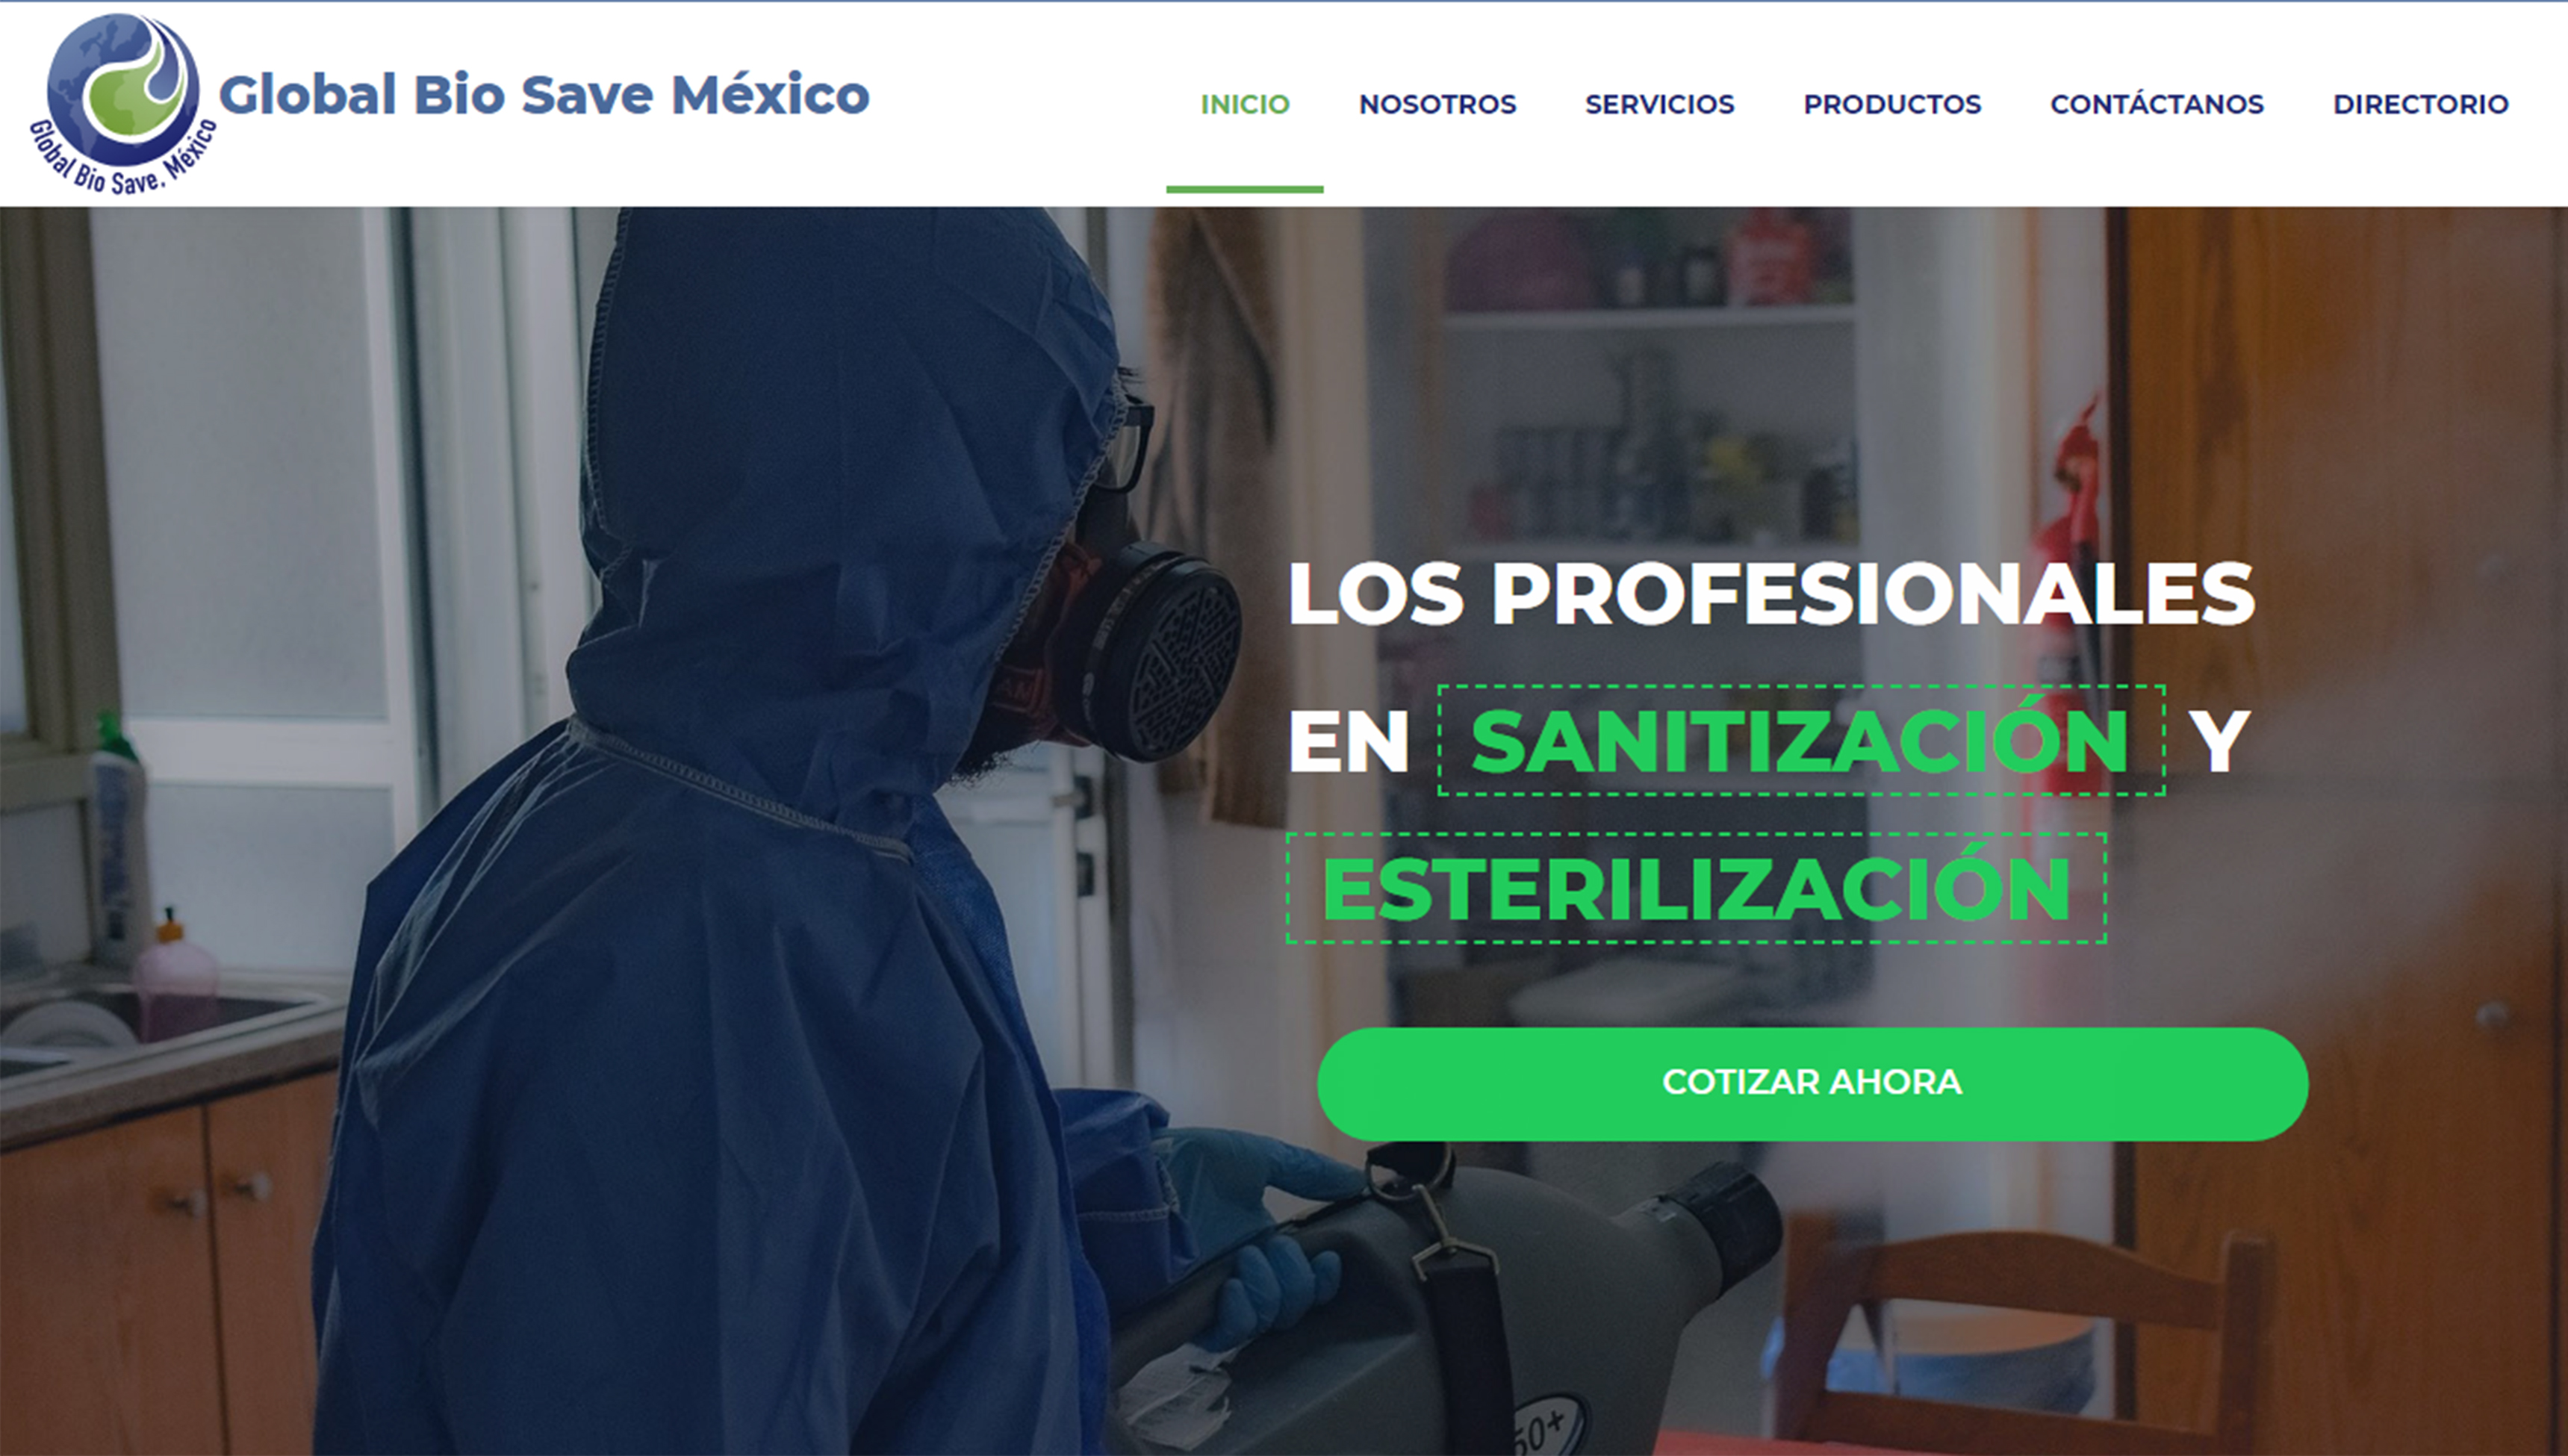 Global Bio Save, México
Global Bio Save México
INICIO
NOSOTROS
SERVICIOS
PRODUCTOS
CONTÁCTANOS
DIRECTORIO
LOS PROFESIONALES
EN SANITIZACIÓN Y
ESTERILIZACIÓN
COTIZAR AHORA
50+